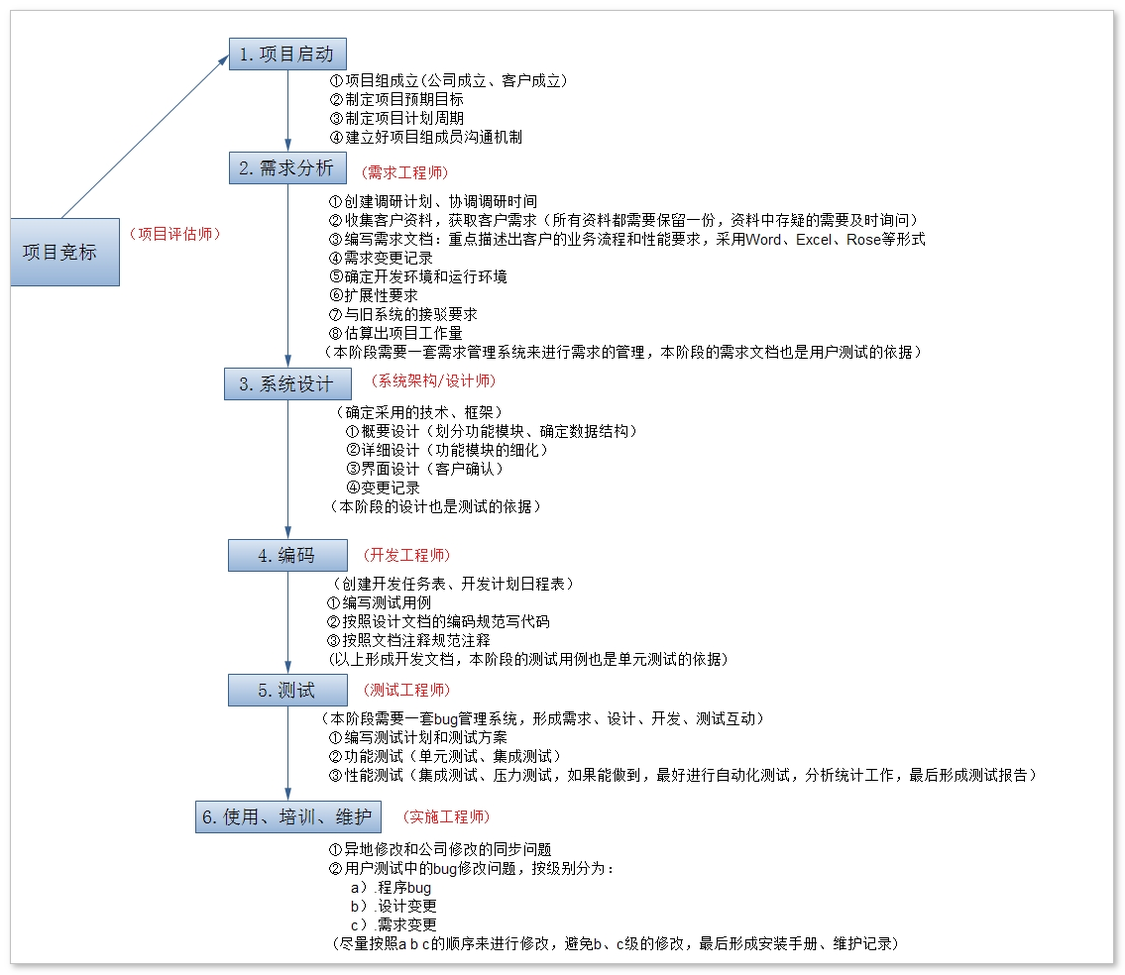 1.项目启动
①项目组成立(公司成立、客户成立)
②制定项目预期目标
③制定项目计划周期
④建立好项目组成员沟通机制
2.需求分析 (需求工程师)
①创建调研计划、协调调研时间
②收集客户资料，获取客户需求（所有资料都需要保留一份，资料中存疑的需要及时询问）
项目竞标 (项目评估师)
③编写需求文档：重点描述出客户的业务流程和性能要求，采用Word、Excel、Rose等形式
④需求变更记录
⑤确定开发环境和运行环境
⑥扩展性要求
⑦与旧系统的接驳要求
⑧估算出项目工作量
（本阶段需要一套需求管理系统来进行需求的管理，本阶段的需求文档也是用户测试的依据）
3.系统设计 (系统架构/设计师)
（确定采用的技术、框架）
①概要设计（划分功能模块、确定数据结构）
②详细设计（功能模块的细化）
③界面设计（客户确认）
④变更记录
（本阶段的设计也是测试的依据）
4.编码 (开发工程师)
（创建开发任务表、开发计划日程表）
①编写测试用例
②按照设计文档的编码规范写代码
③按照文档注释规范注释
(以上形成开发文档，本阶段的测试用例也是单元测试的依据)
5.测试 (测试工程师)
（本阶段需要一套bug管理系统，形成需求、设计、开发、测试互动）
①编写测试计划和测试方案
②功能测试（单元测试、集成测试）
③性能测试（集成测试、压力测试，如果能做到，最好进行自动化测试，分析统计工作，最后形成测试报告）
6.使用、培训、维护 (实施工程师)
①异地修改和公司修改的同步问题
②用户测试中的bug修改问题，按级别分为：
a）.程序bug
b）.设计变更
c）.需求变更
(尽量按照a b c的顺序来进行修改，避免b、c级的修改，最后形成安装手册、维护记录)